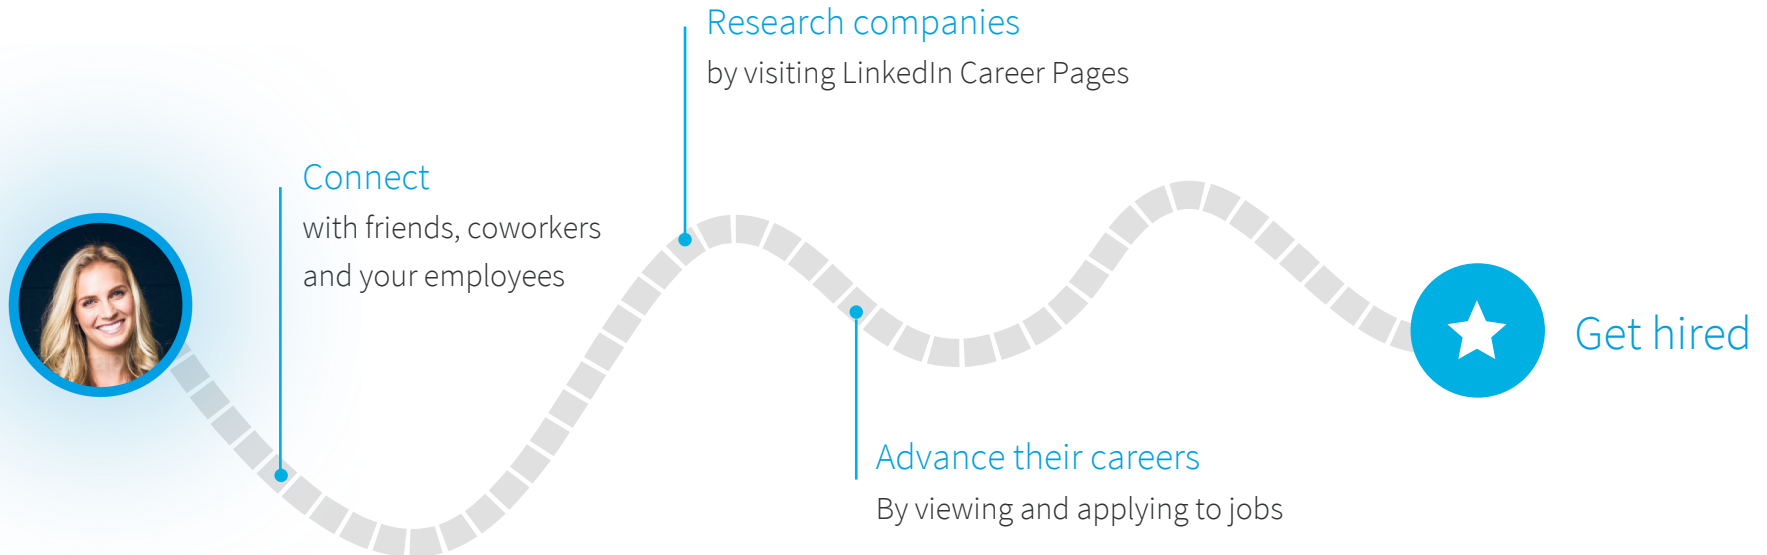 Research companies
by visiting LinkedIn Career Pages
Connect
with friends, coworkers
and your employees
Get hired
Advance their careers
By viewing and applying to jobs